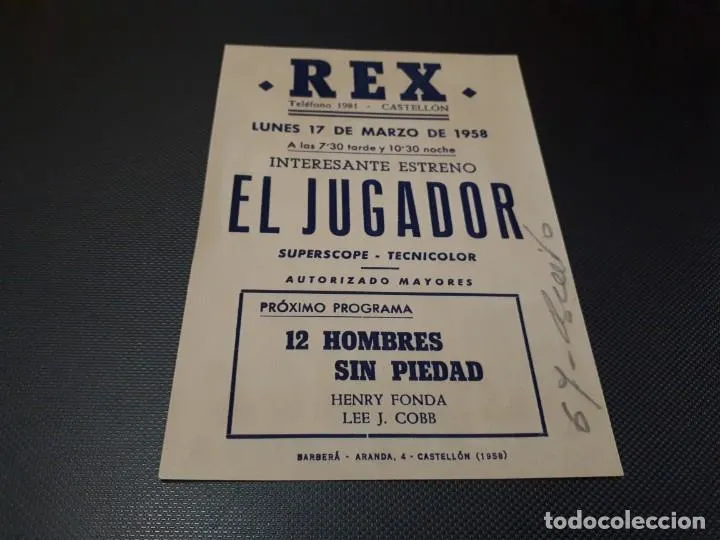 REX
Teléfono 1981 - CASTELLÓN
LUNES 17 DE MARZO DE 1958
A las 7'30 tarde y 10'30 noche
INTERESANTE ESTRENO
EL JUGADOR
SUPERSCOPE - TECNICOLOR
AUTORIZADO MAYORES
PRÓXIMO PROGRAMA
12 HOMBRES
SIN PIEDAD
HENRY FONDA
LEE J. COBB
BARBERÁ - ARANDA, 4 - CASTELLÓN (1958)
todocoleccion